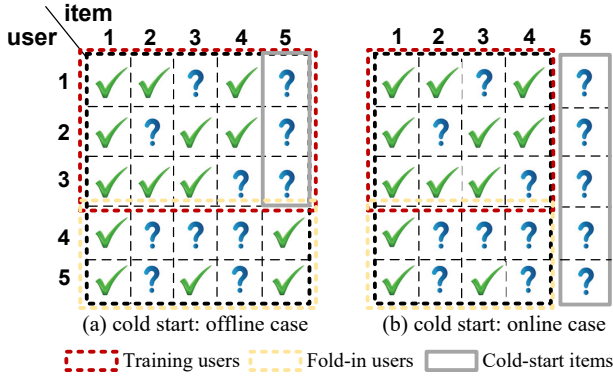 item
user 1 2 3 4 5 1 2 3 4 5
1 ✓ ✓ ? ✓ ? ✓ ✓ ? ✓ ?
2 ✓ ? ✓ ✓ ? ✓ ? ✓ ✓ ?
3 ✓ ✓ ✓ ? ? ✓ ✓ ✓ ? ?
4 ✓ ? ? ? ✓ ✓ ? ? ? ?
5 ✓ ? ✓ ? ✓ ✓ ? ✓ ? ?
(a) cold start: offline case (b) cold start: online case
Training users Fold-in users Cold-start items